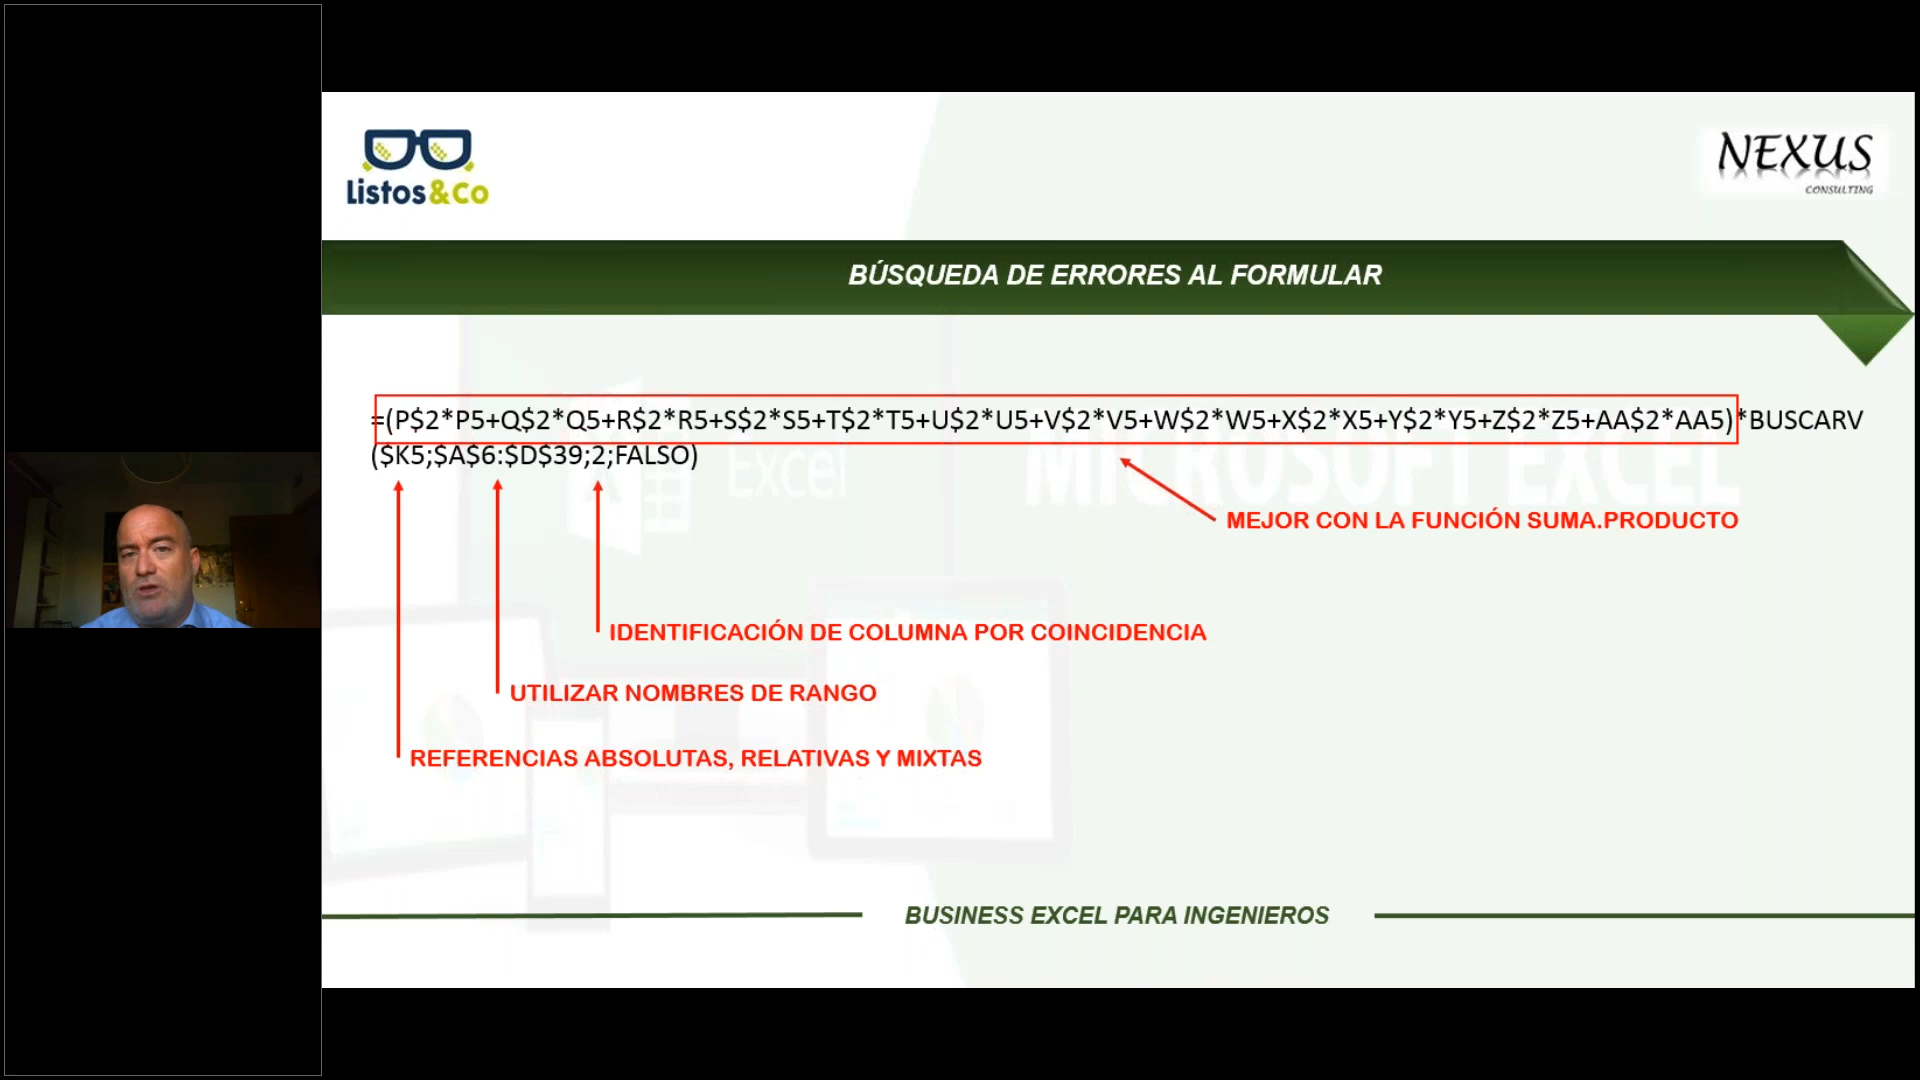 Listos&Co
NEXUS
CONSULTING
BÚSQUEDA DE ERRORES AL FORMULAR
=(P$2*P5+Q$2*Q5+R$2*R5+S$2*S5+T$2*T5+U$2*U5+V$2*V5+W$2*W5+X$2*X5+Y$2*Y5+Z$2*Z5+AA$2*AA5)*BUSCARV
($K5;$A$6:$D$39;2;FALSO)
Excel
MICROSOFT EXCEL
MEJOR CON LA FUNCIÓN SUMA.PRODUCTO
IDENTIFICACIÓN DE COLUMNA POR COINCIDENCIA
UTILIZAR NOMBRES DE RANGO
REFERENCIAS ABSOLUTAS, RELATIVAS Y MIXTAS
BUSINESS EXCEL PARA INGENIEROS